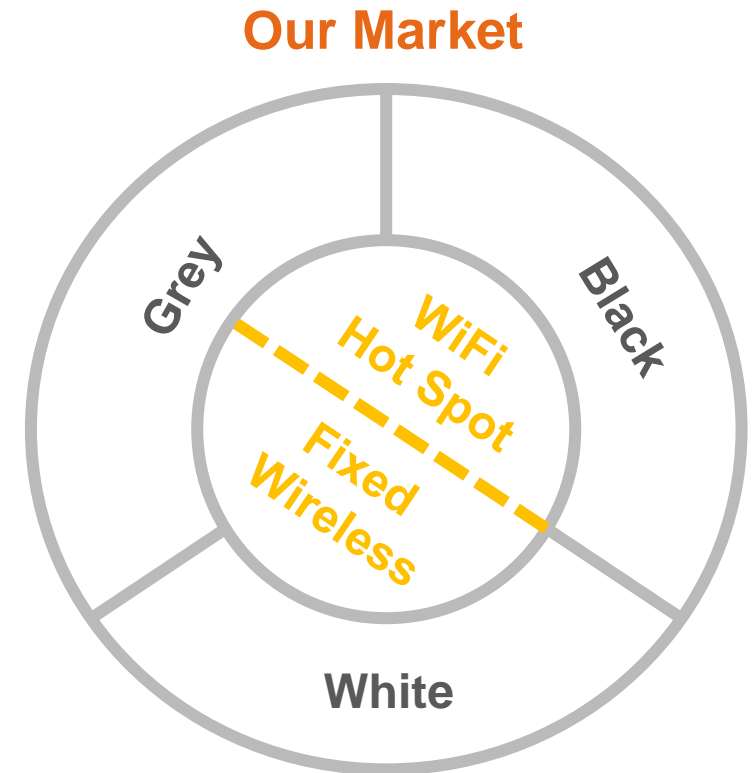 Our Market
Grey
Black
WiFi
Hot Spot
Fixed
Wireless
White